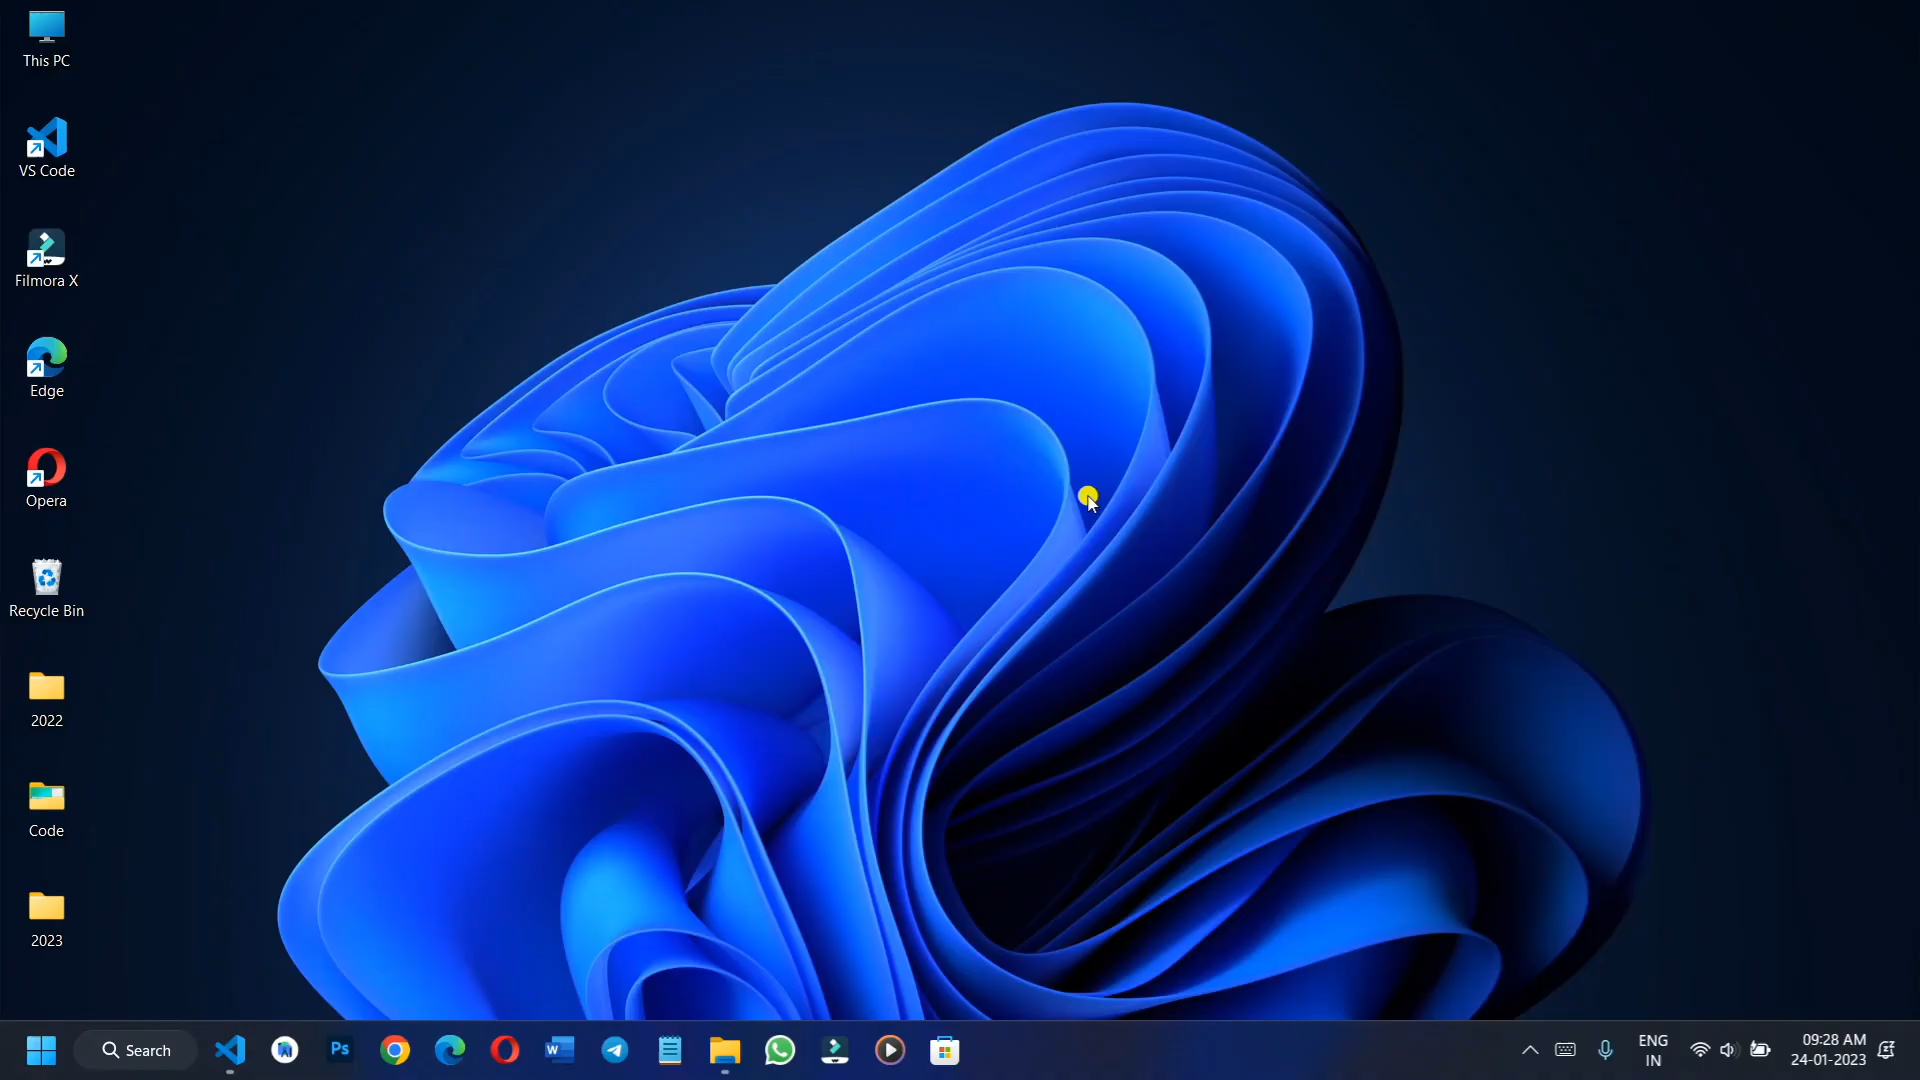 This PC
VS Code
Filmora X
Edge
Opera
Recycle Bin
2022
Code
2023
Search
Ps
W
ENG
IN
09:28 AM
24-01-2023